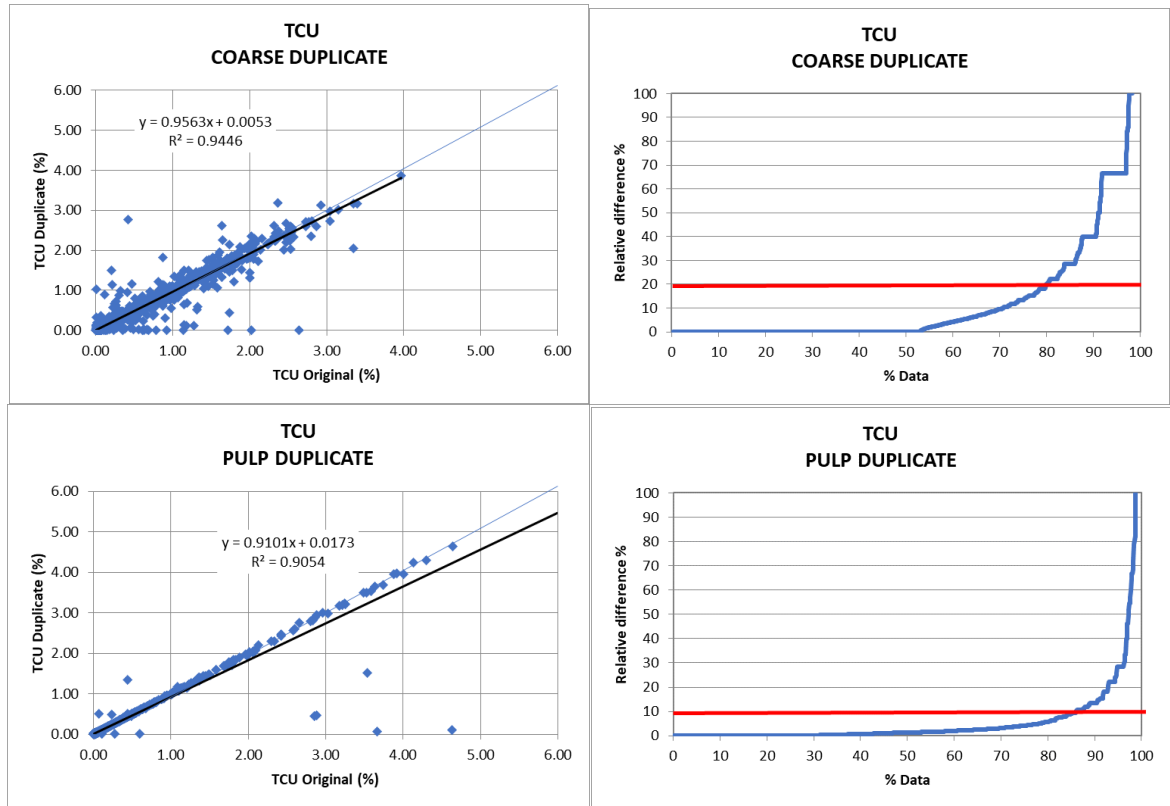 TCU
COARSE DUPLICATE
6.00
5.00
4.00
3.00
2.00
1.00
0.00
TCU Duplicate (%)
y = 0.9563x + 0.0053
R² = 0.9446
0.00 1.00 2.00 3.00 4.00 5.00 6.00
TCU Original (%)
TCU
COARSE DUPLICATE
100
90
80
70
60
50
40
30
20
10
0
Relative difference %
0 10 20 30 40 50 60 70 80 90 100
% Data
TCU
PULP DUPLICATE
6.00
5.00
4.00
3.00
2.00
1.00
0.00
TCU Duplicate (%)
y = 0.9101x + 0.0173
R² = 0.9054
0.00 1.00 2.00 3.00 4.00 5.00 6.00
TCU Original (%)
TCU
PULP DUPLICATE
100
90
80
70
60
50
40
30
20
10
0
Relative difference %
0 10 20 30 40 50 60 70 80 90 100
% Data